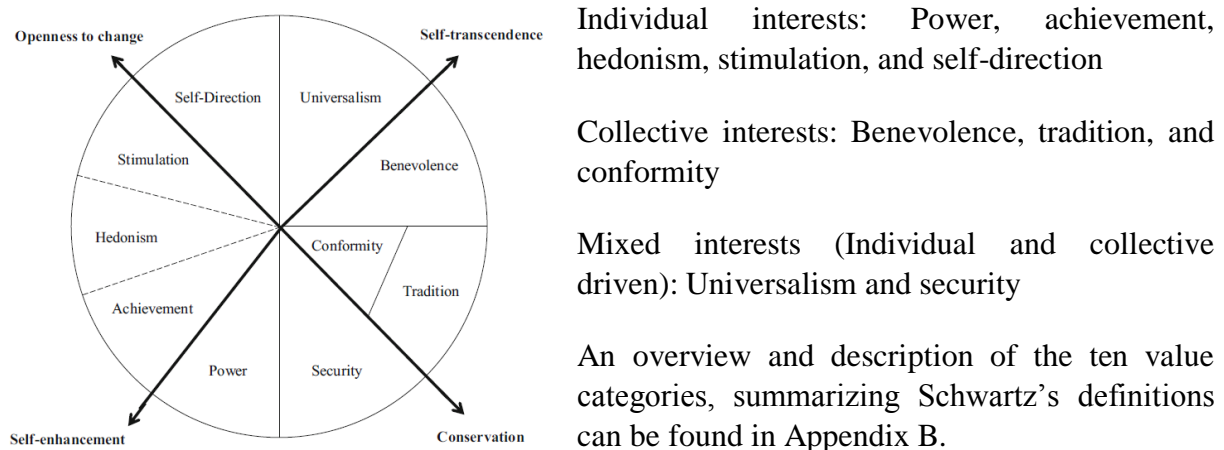 Openness to change
Self-transcendence
Self-Direction
Universalism
Stimulation
Benevolence
Hedonism
Conformity
Tradition
Achievement
Power
Security
Self-enhancement
Conservation
Individual interests: Power, achievement,
hedonism, stimulation, and self-direction
Collective interests: Benevolence, tradition, and
conformity
Mixed interests (Individual and collective
driven): Universalism and security
An overview and description of the ten value
categories, summarizing Schwartz’s definitions
can be found in Appendix B.